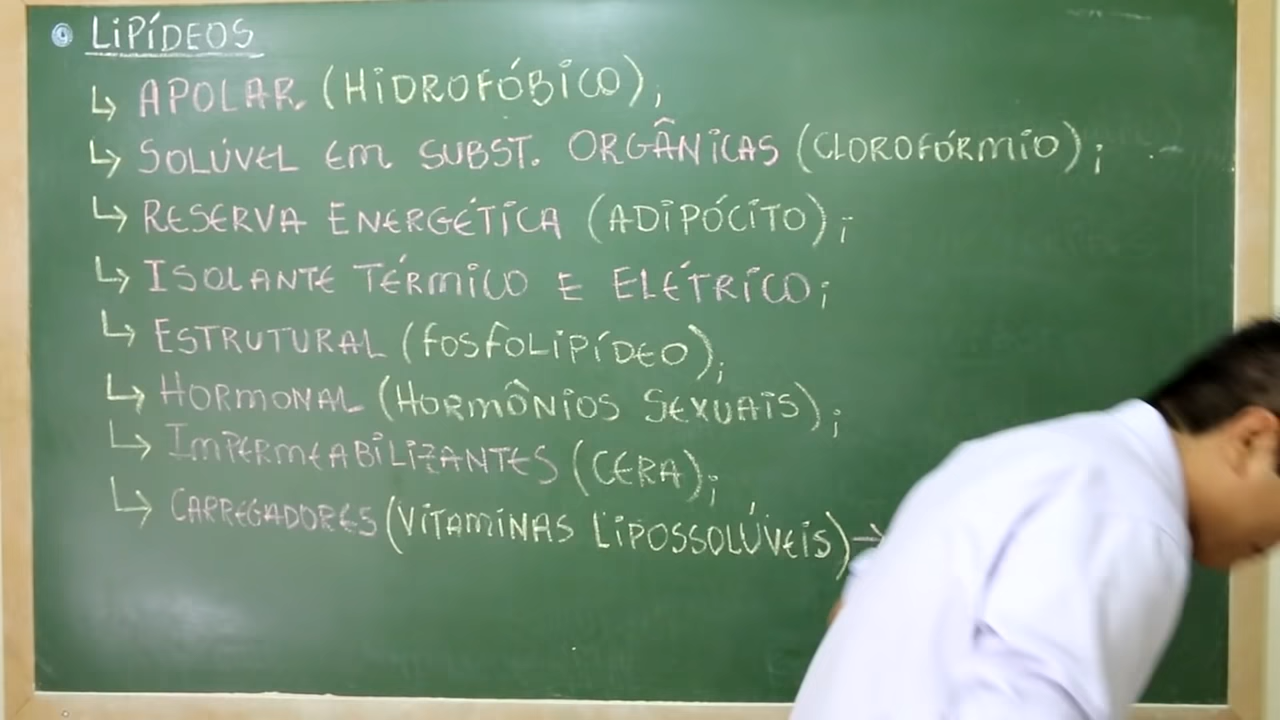 LIPÍDEOS
↳ APOLAR (HIDROFÓBICO);
↳ SOLÚVEL EM SUBST. ORGÂNICAS (CLOROFÓRMIO);
↳ RESERVA ENERGÉTICA (ADIPÓCITO);
↳ ISOLANTE TÉRMICO E ELÉTRICO;
↳ ESTRUTURAL (FOSFOLIPÍDEO);
↳ HORMONAL (HORMÔNIOS SEXUAIS);
↳ IMPERMEABILIZANTES (CERA);
↳ CARREGADORES (VITAMINAS LIPOSSOLÚVEIS) →